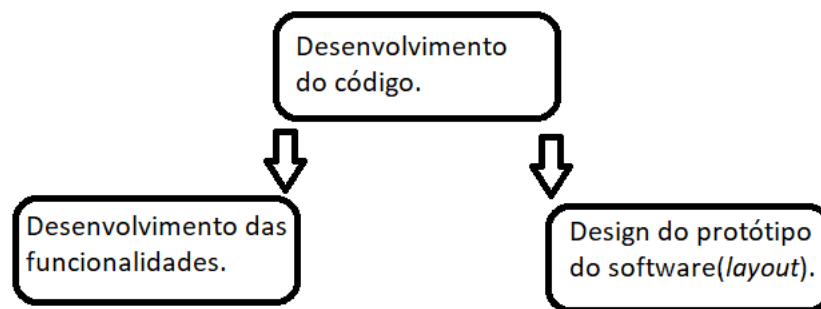 Desenvolvimento
do código.
Desenvolvimento das
funcionalidades.
Design do protótipo
do software(layout).